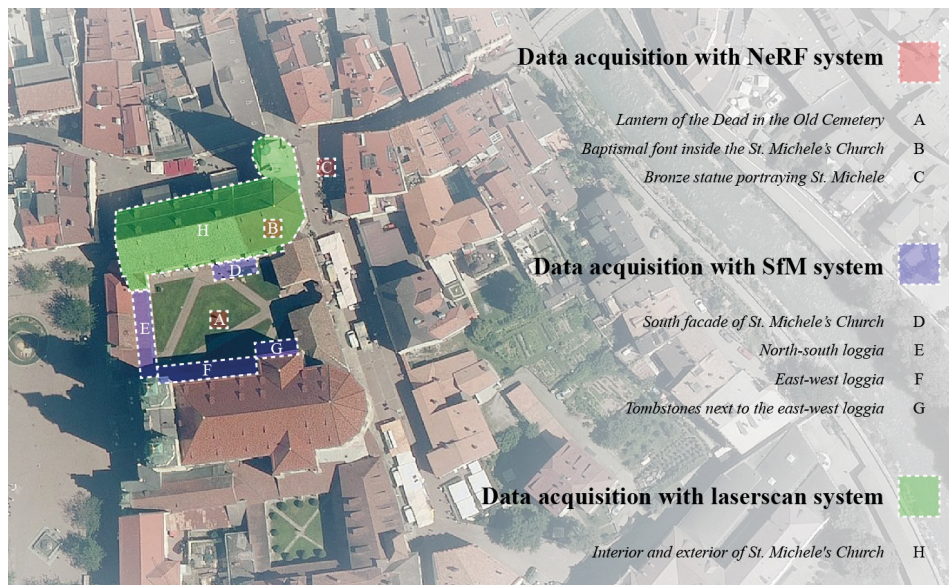 Data acquisition with NeRF system
Lantern of the Dead in the Old Cemetery A
Baptismal font inside the St. Michele's Church B
Bronze statue portraying St. Michele C
Data acquisition with SfM system
South facade of St. Michele's Church D
North-south loggia E
East-west loggia F
Tombstones next to the east-west loggia G
Data acquisition with laserscan system
Interior and exterior of St. Michele's Church H
C
B
H
D
A
E
G
F